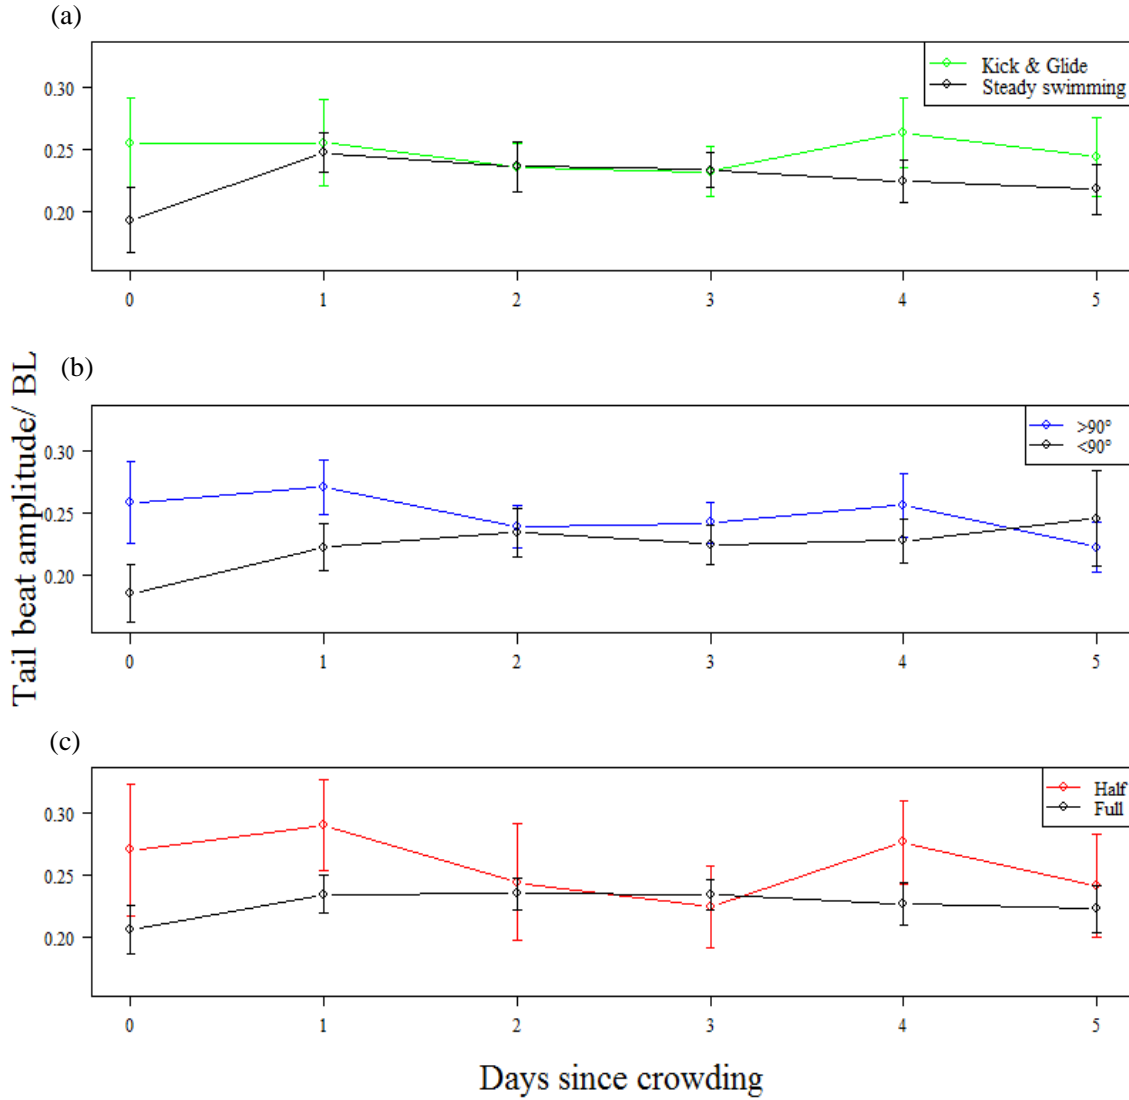 (a)
Kick & Glide
Steady swimming
0.30
0.25
0.20
0 1 2 3 4 5
(b)
>90°
<90°
0.30
0.25
0.20
0 1 2 3 4 5
Tail beat amplitude/ BL
(c)
Half
Full
0.30
0.25
0.20
0 1 2 3 4 5
Days since crowding